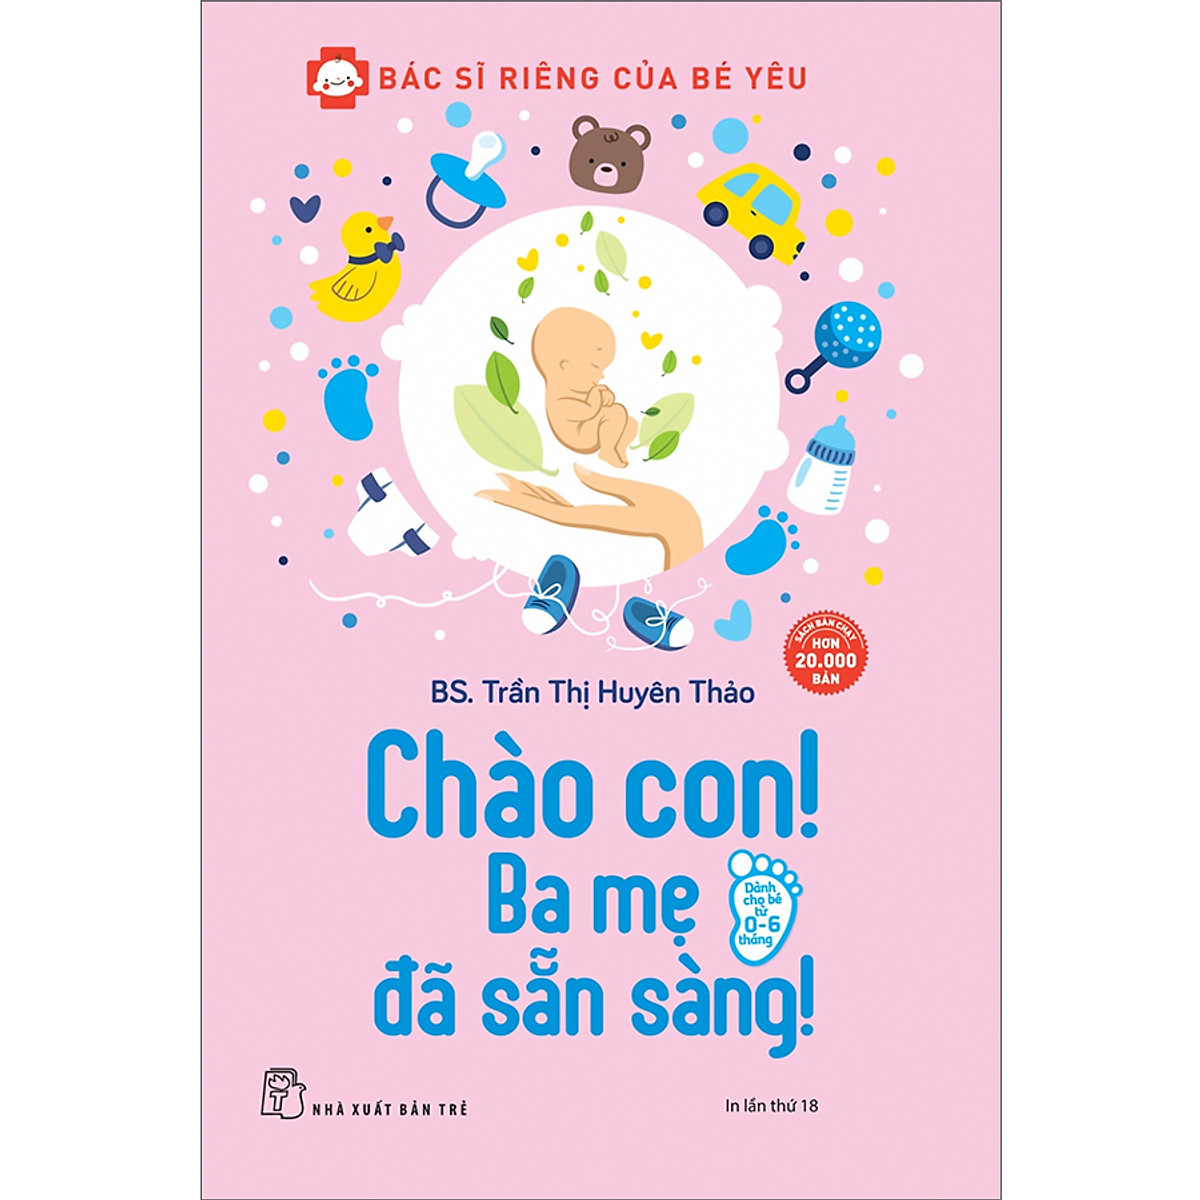 BÁC SĨ RIÊNG CỦA BÉ YÊU
SÁCH BÁN CHẠY
HƠN
20.000
BẢN
BS. Trần Thị Huyên Thảo
Chào con!
Ba mẹ
Dành
cho bé
từ
0-6
tháng
đã sẵn sàng!
T
NHÀ XUẤT BẢN TRẺ
In lần thứ 18